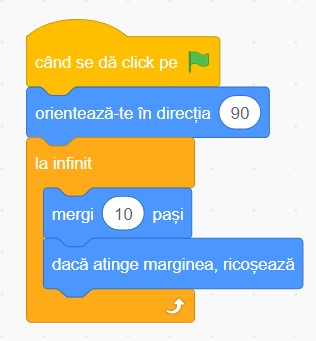 când se dă click pe
orientează-te în direcția 90
la infinit
mergi 10 pași
dacă atinge marginea, ricoșează